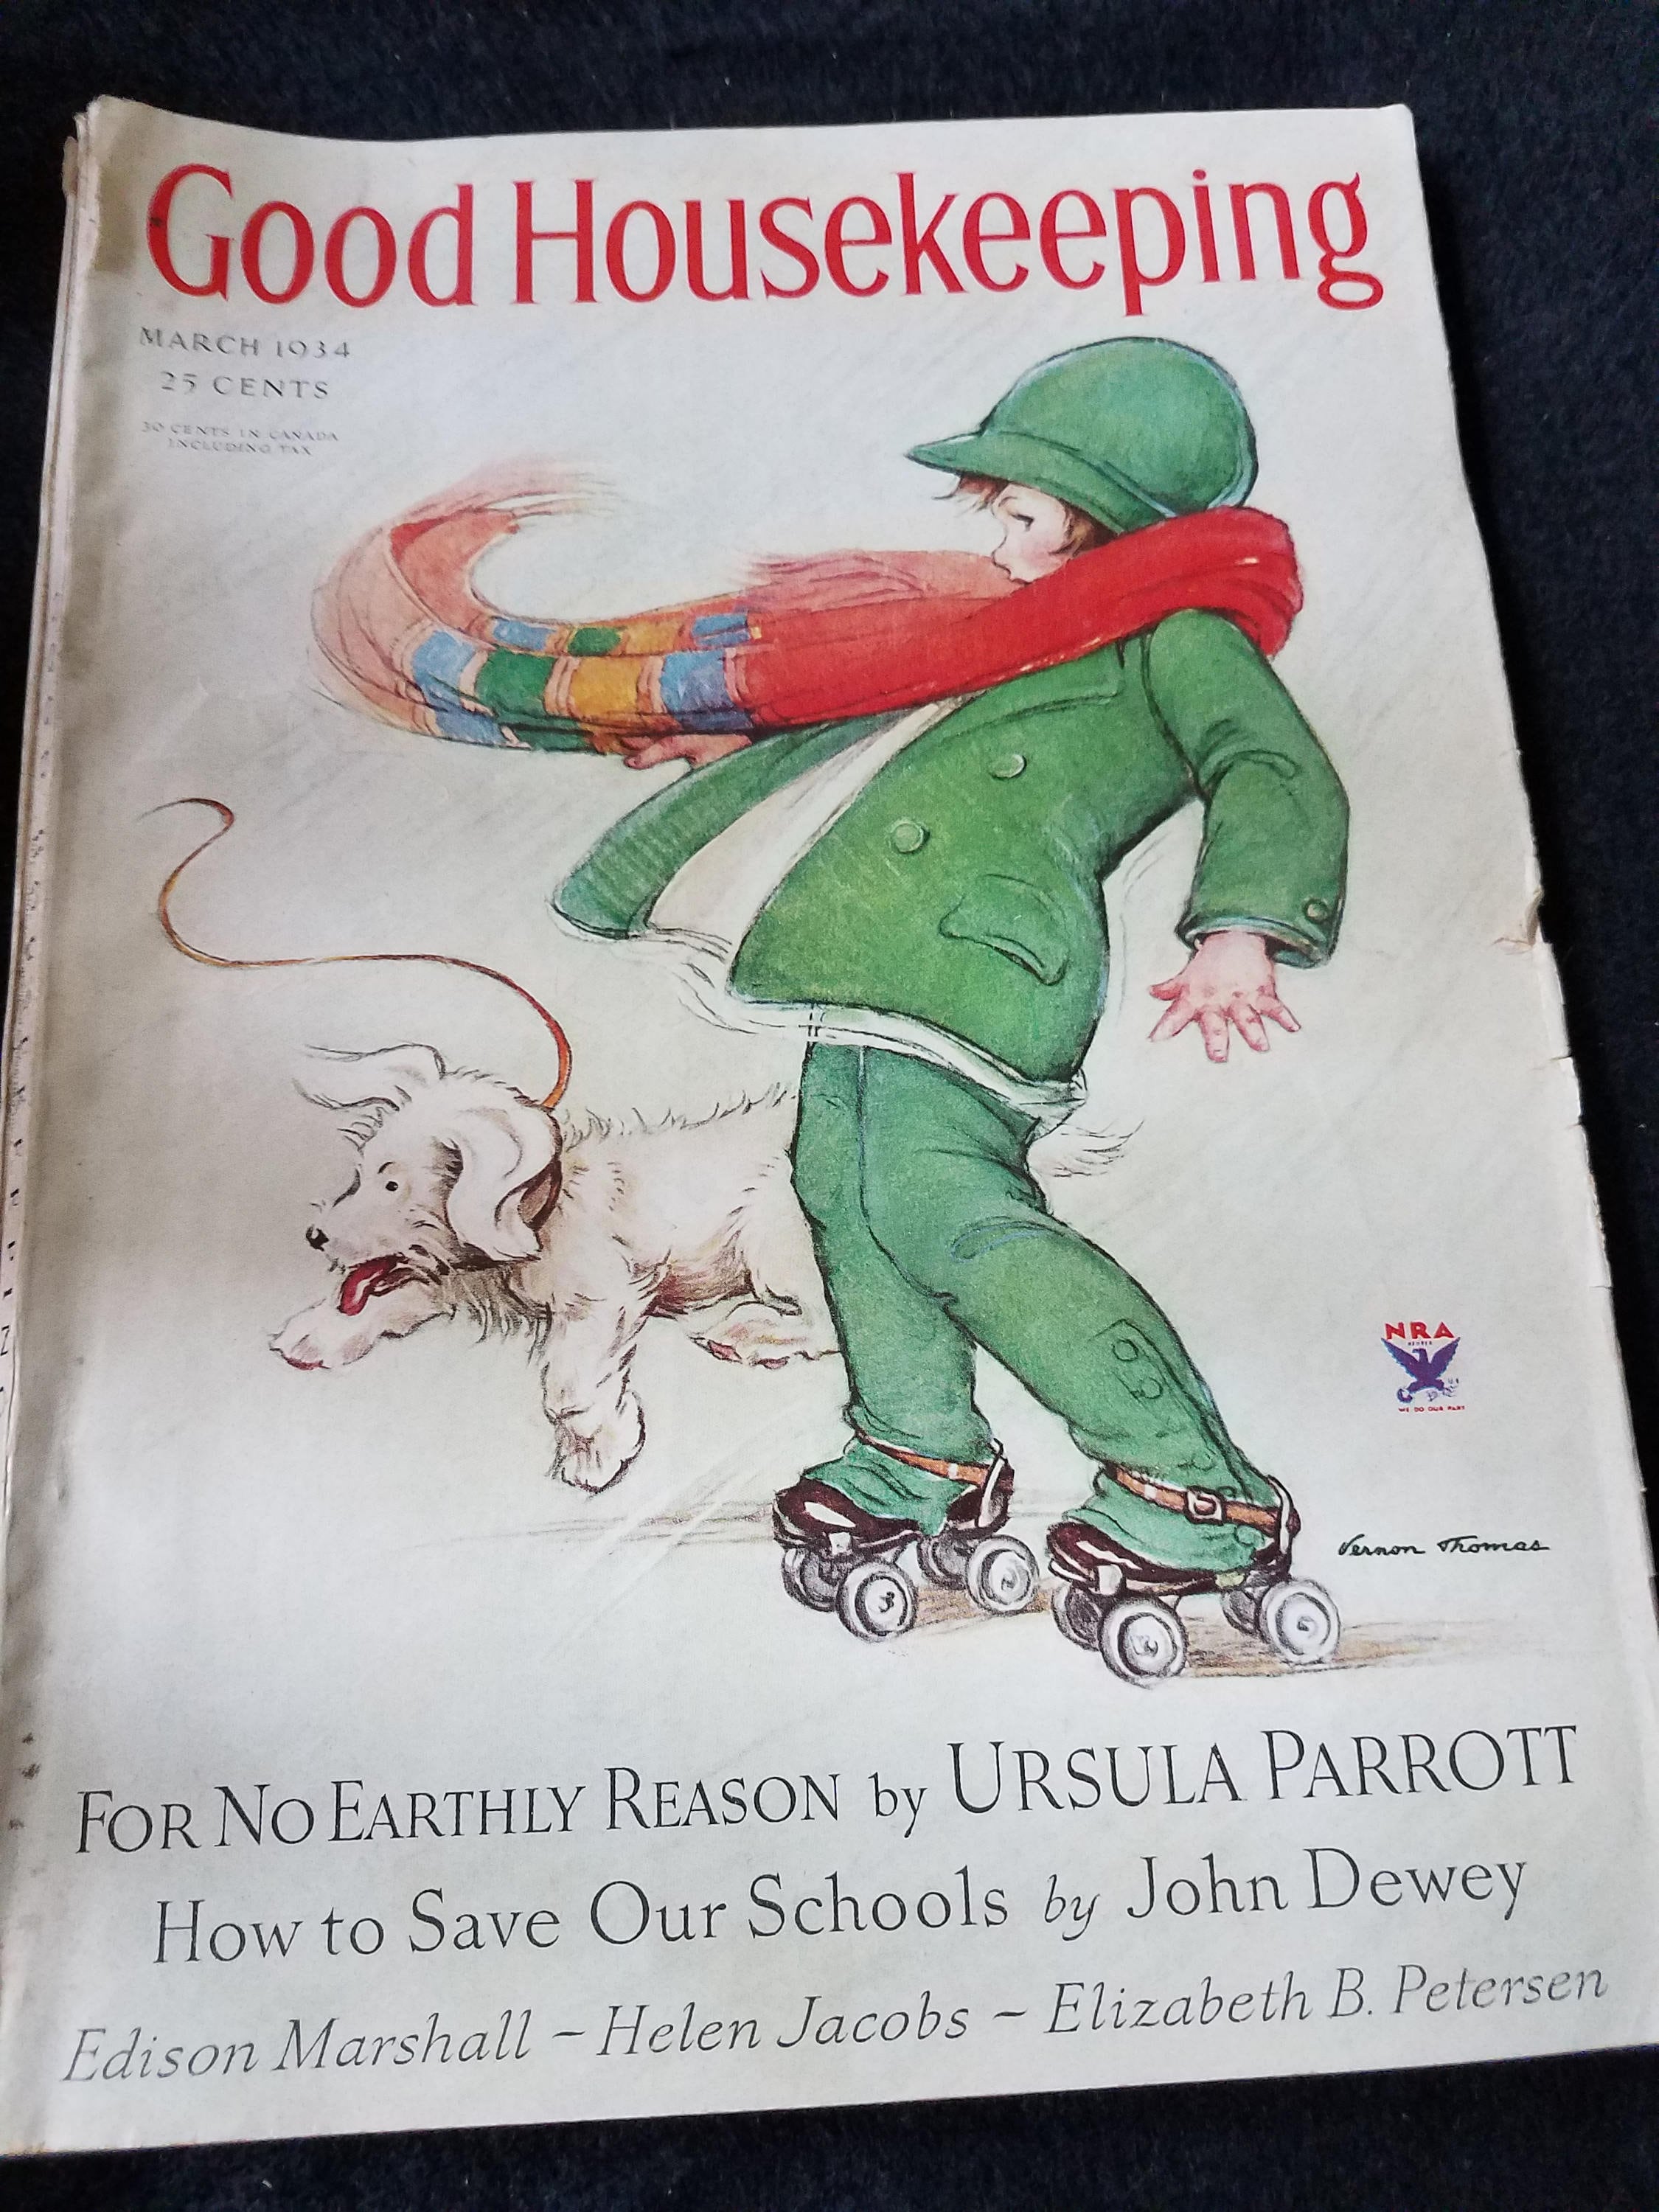 Good Housekeeping
MARCH 1934
25 CENTS
30 CENTS IN CANADA
INCLUDING TAX
NRA
MEMBER
U.S.
WE DO OUR PART
Vernon Thomas
FOR NO EARTHLY REASON by URSULA PARROTT
How to Save Our Schools by John Dewey
Edison Marshall ~ Helen Jacobs ~ Elizabeth B. Petersen